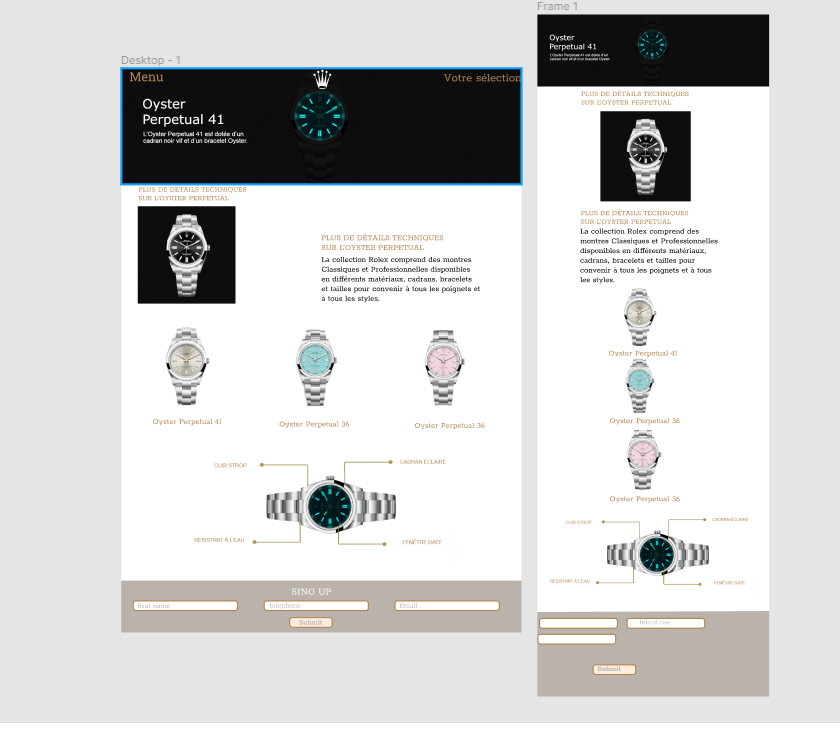 Desktop - 1
Menu
Votre sélection
Oyster
Perpetual 41
L'Oyster Perpetual 41 est dotée d'un
cadran noir vif et d'un bracelet Oyster.
PLUS DE DÉTAILS TECHNIQUES
SUR L'OYSTER PERPETUAL
PLUS DE DÉTAILS TECHNIQUES
SUR L'OYSTER PERPETUAL
La collection Rolex comprend des montres
Classiques et Professionnelles disponibles
en différents matériaux, cadrans, bracelets
et tailles pour convenir à tous les poignets et
à tous les styles.
Oyster Perpetual 41
Oyster Perpetual 36
Oyster Perpetual 36
CUIR STROP
CADRAN ÉCLAIRÉ
RESISTANT À L'EAU
FENÊTRE DATE
SING UP
first name
telephone
Email
Submit
Frame 1
Oyster
Perpetual 41
L'Oyster Perpetual 41 est dotée d'un
cadran noir vif et d'un bracelet Oyster.
PLUS DE DÉTAILS TECHNIQUES
SUR L'OYSTER PERPETUAL
PLUS DE DÉTAILS TECHNIQUES
SUR L'OYSTER PERPETUAL
La collection Rolex comprend des
montres Classiques et Professionnelles
disponibles en différents matériaux,
cadrans, bracelets et tailles pour
convenir à tous les poignets et à tous
les styles.
Oyster Perpetual 41
Oyster Perpetual 36
Oyster Perpetual 36
CUIR STROP
CADRAN ÉCLAIRÉ
RESISTANT À L'EAU
FENÊTRE DATE
Submit